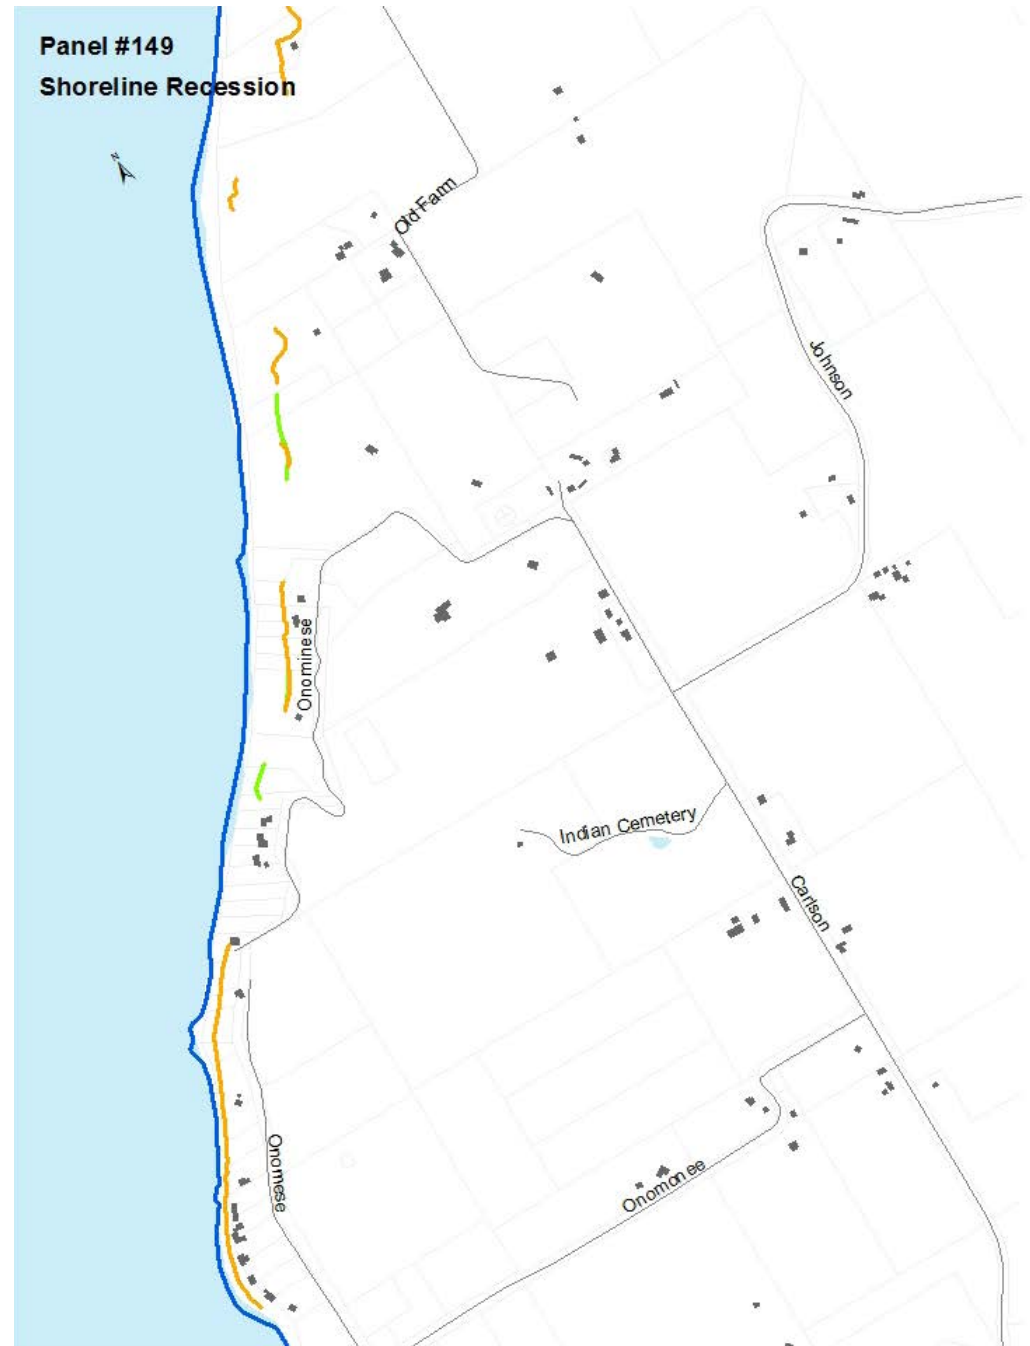 Panel #149
Shoreline Recession
N
Old Farm
Johnson
Onominese
Indian Cemetery
Carlson
Onomese
Onomonee